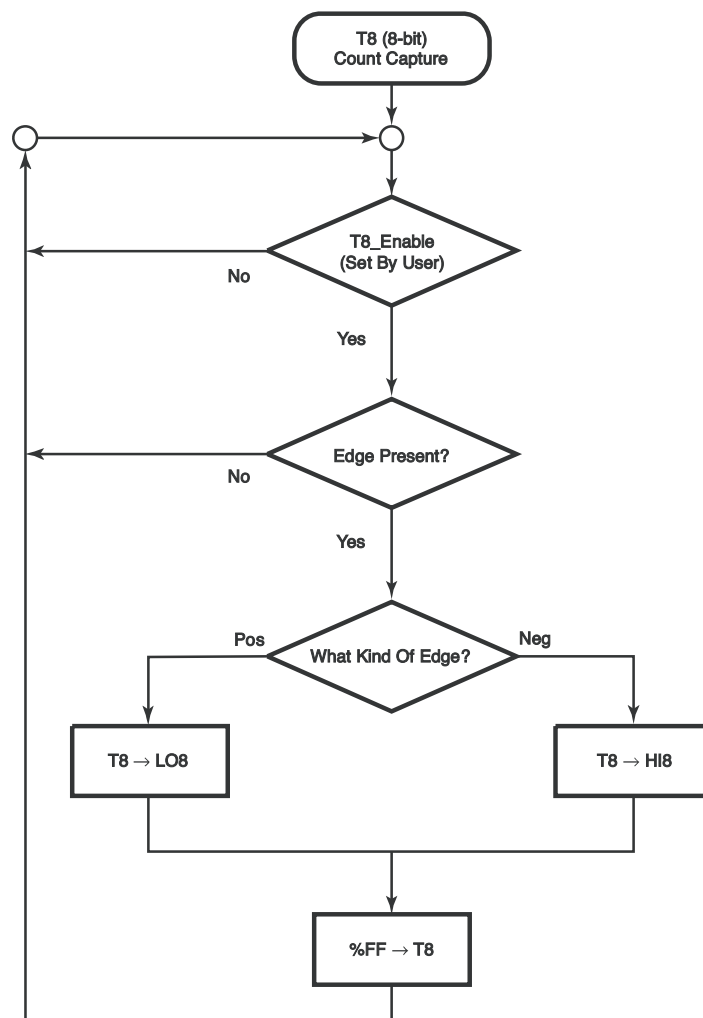 T8 (8-bit)
Count Capture
T8_Enable
(Set By User)
No
Yes
Edge Present?
No
Yes
Pos
What Kind Of Edge?
Neg
T8 → LO8
T8 → HI8
%FF → T8